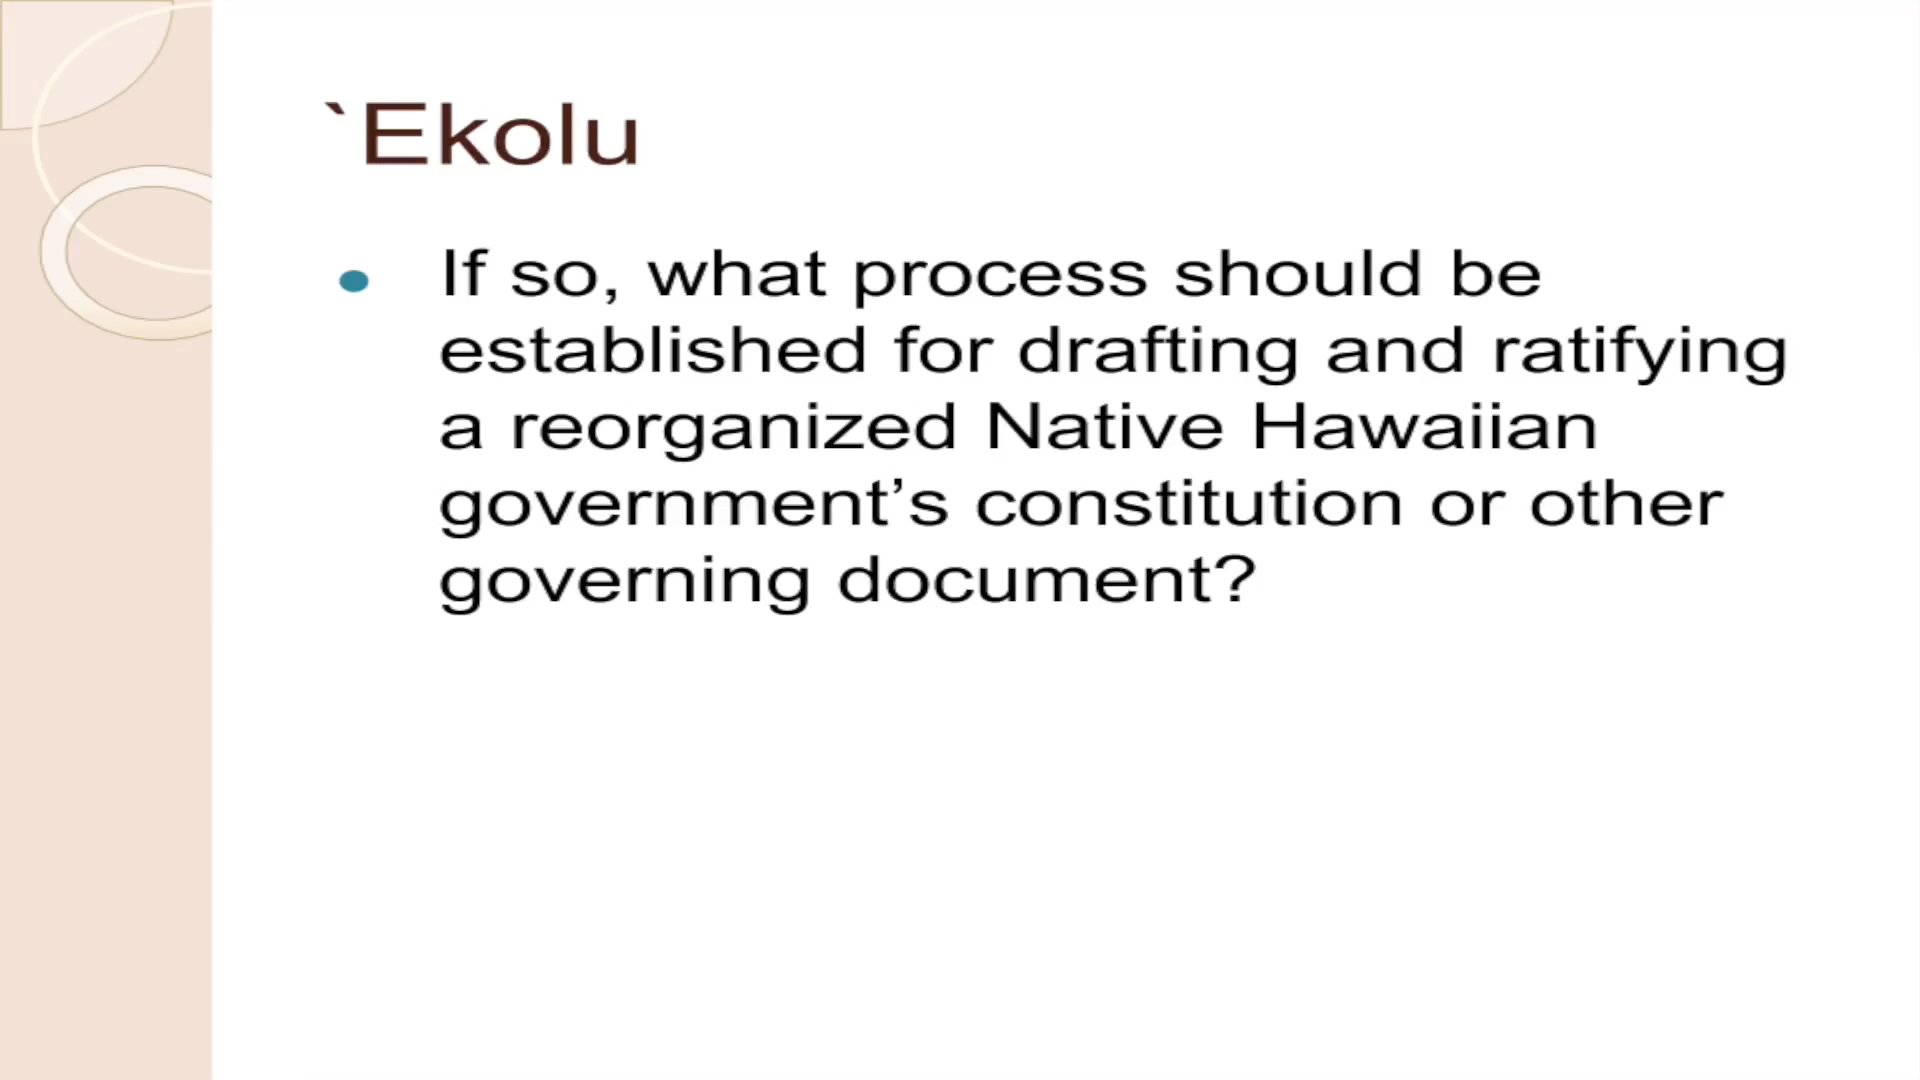 `Ekolu
• If so, what process should be
established for drafting and ratifying
a reorganized Native Hawaiian
government’s constitution or other
governing document?